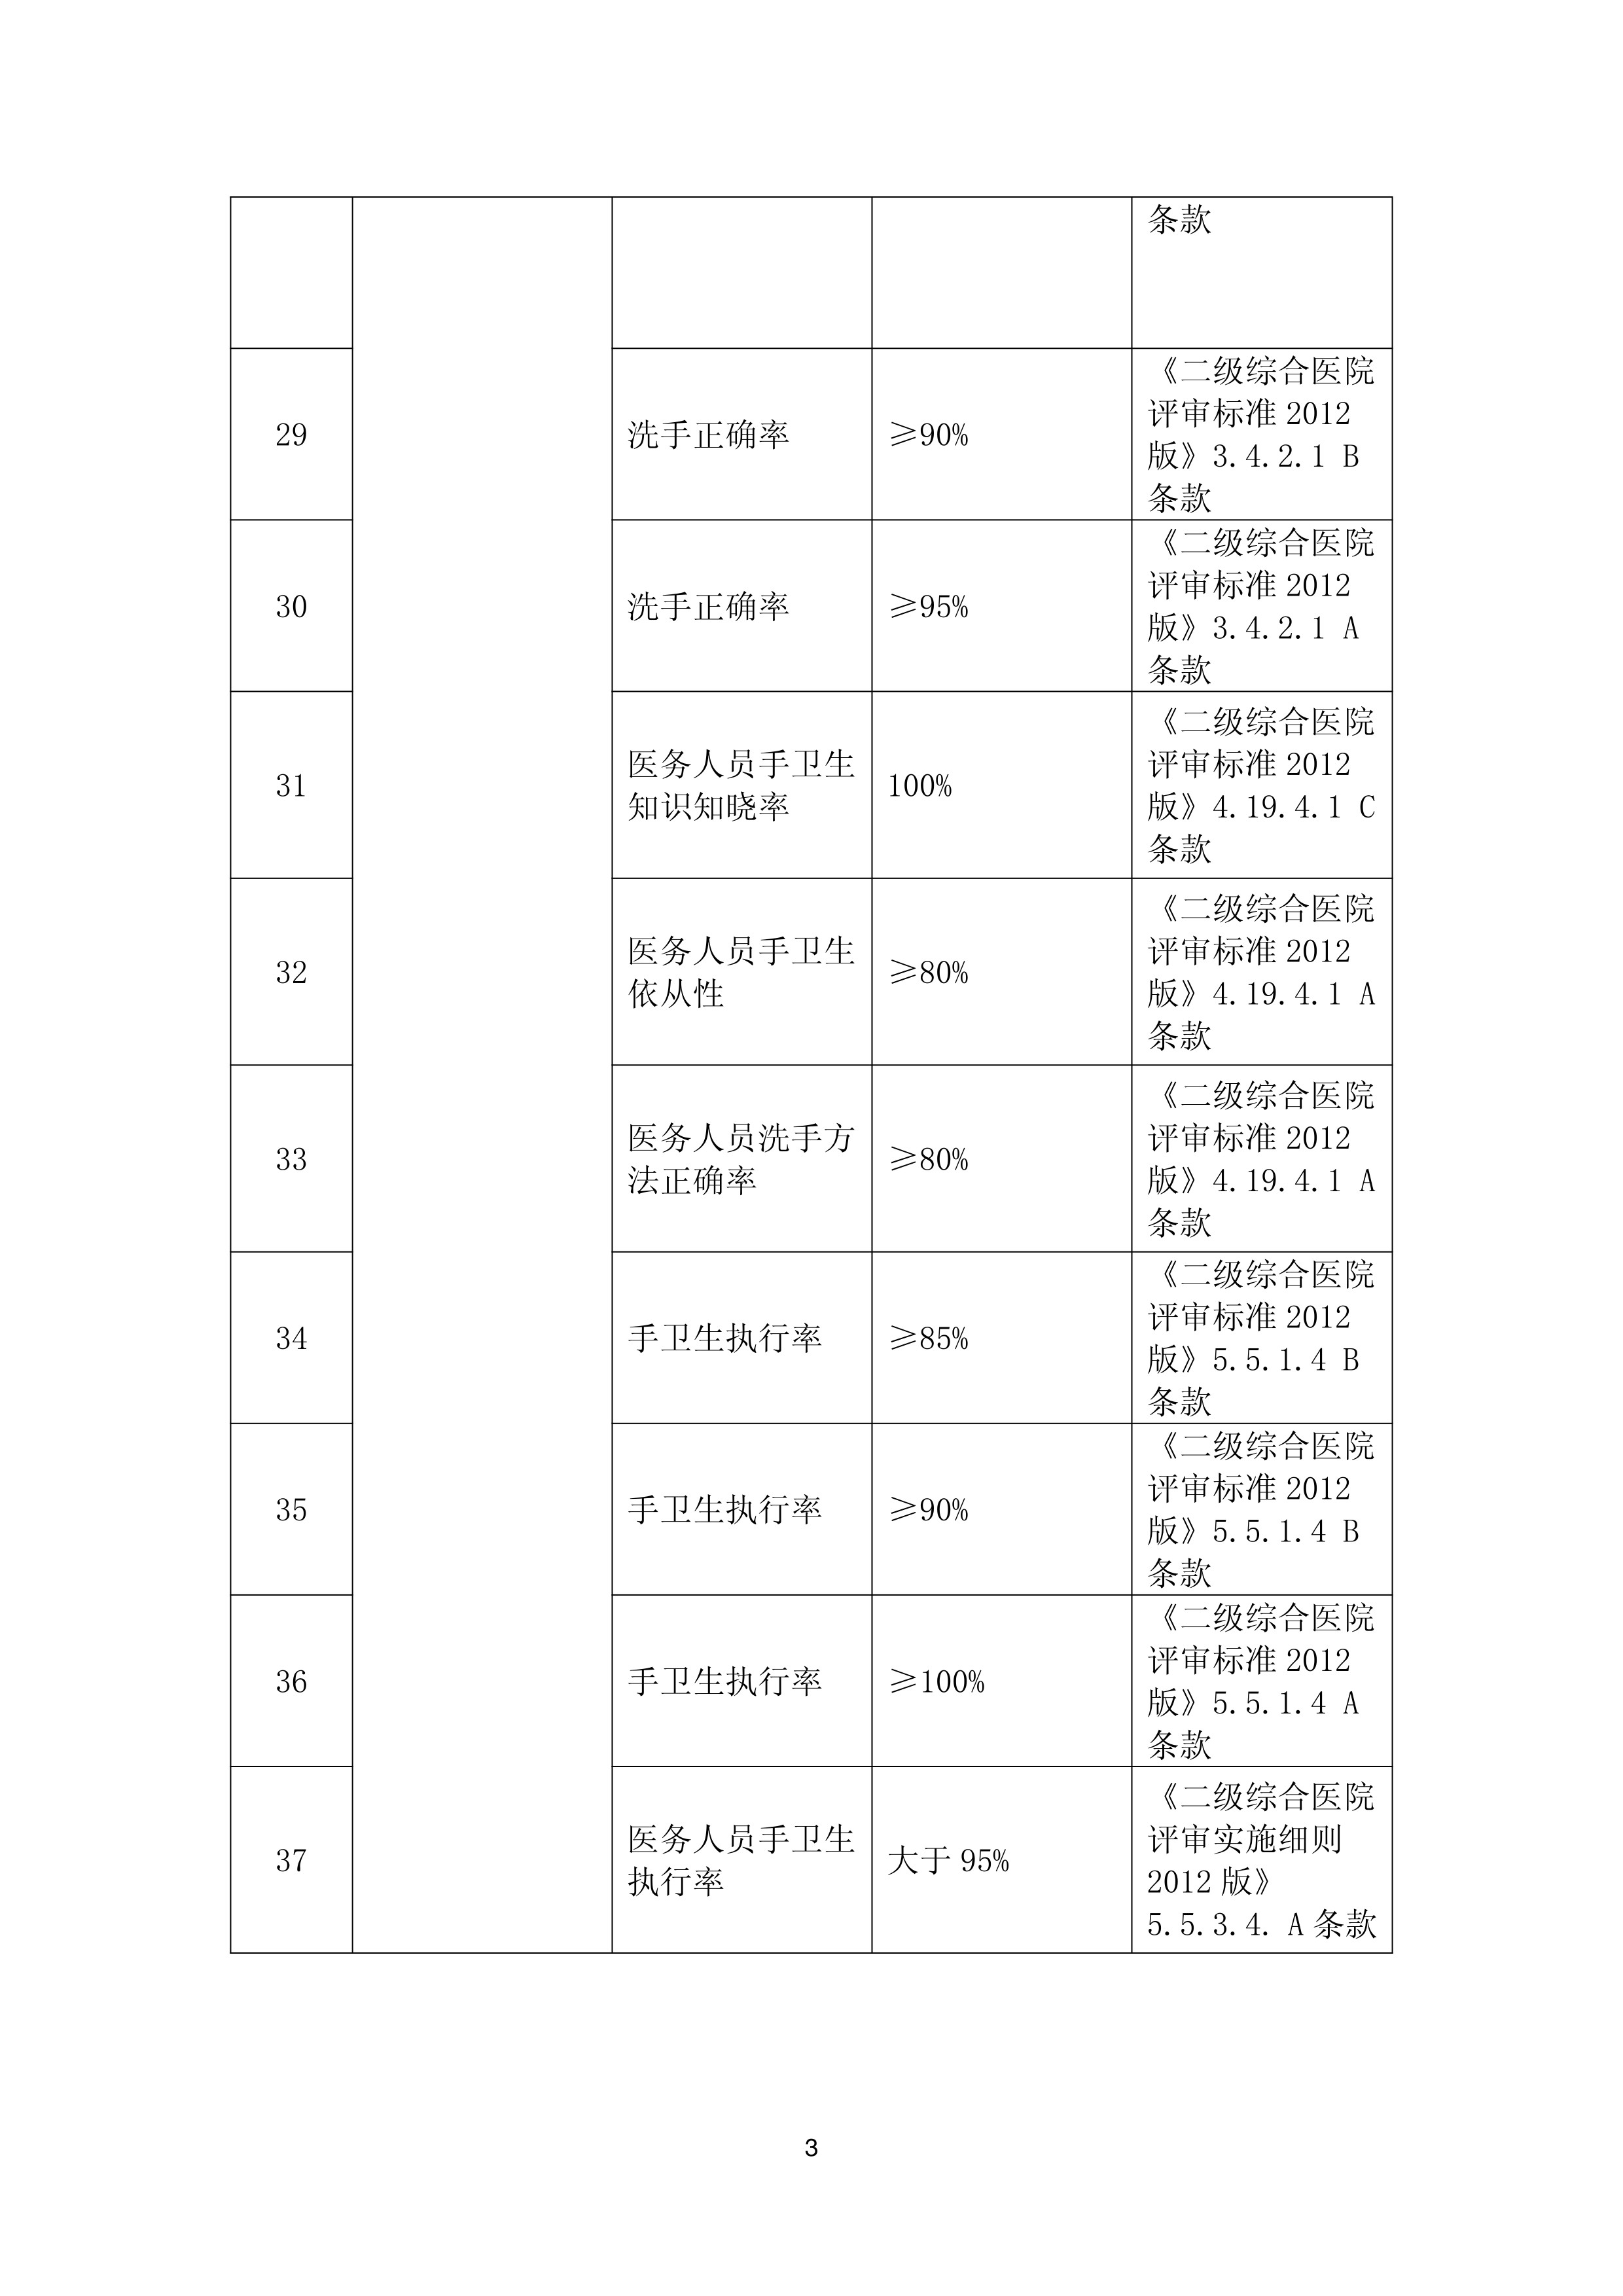 条款
29
洗手正确率
≥90%
《二级综合医院
评审标准 2012
版》3.4.2.1 B
条款
30
洗手正确率
≥95%
《二级综合医院
评审标准 2012
版》3.4.2.1 A
条款
31
医务人员手卫生
知识知晓率
100%
《二级综合医院
评审标准 2012
版》4.19.4.1 C
条款
32
医务人员手卫生
依从性
≥80%
《二级综合医院
评审标准 2012
版》4.19.4.1 A
条款
33
医务人员洗手方
法正确率
≥80%
《二级综合医院
评审标准 2012
版》4.19.4.1 A
条款
34
手卫生执行率
≥85%
《二级综合医院
评审标准 2012
版》5.5.1.4 B
条款
35
手卫生执行率
≥90%
《二级综合医院
评审标准 2012
版》5.5.1.4 B
条款
36
手卫生执行率
≥100%
《二级综合医院
评审标准 2012
版》5.5.1.4 A
条款
37
医务人员手卫生
执行率
大于 95%
《二级综合医院
评审实施细则
2012 版》
5.5.3.4. A 条款
3